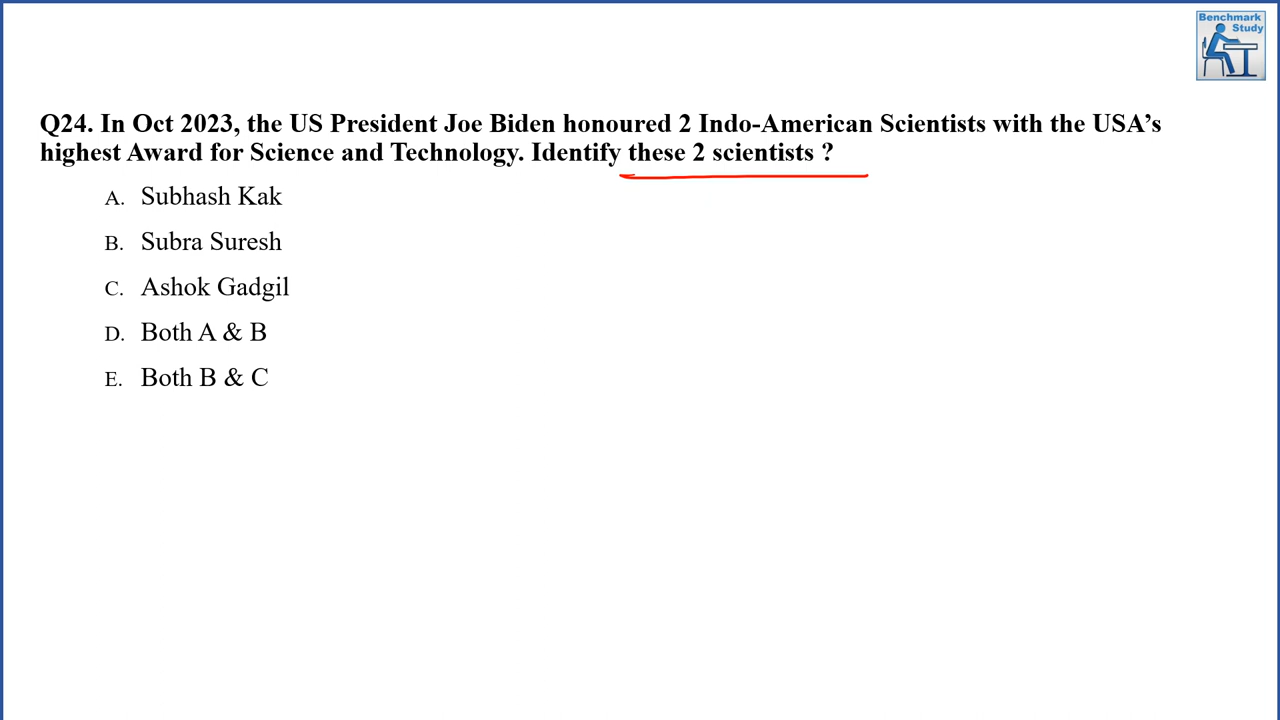 Benchmark
Study
Q24. In Oct 2023, the US President Joe Biden honoured 2 Indo-American Scientists with the USA’s
highest Award for Science and Technology. Identify these 2 scientists ?
A. Subhash Kak
B. Subra Suresh
C. Ashok Gadgil
D. Both A & B
E. Both B & C